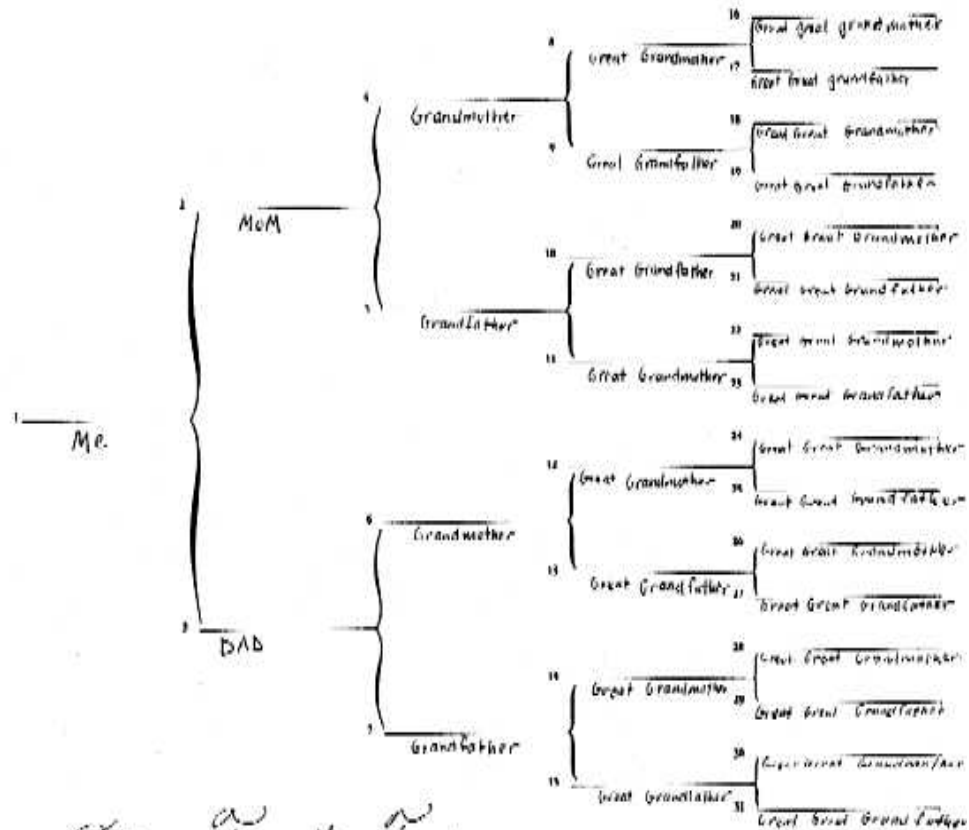 1 Me.
2 MoM
3 DAD
4 Grandmother
5 Grandfather
6 Grandmother
7 Grandfather
8 Great Grandmother
9 Great Grandfather
10 Great Grandfather
11 Great Grandmother
12 Great Grandmother
13 Great Grandfather
14 Great Grandmother
15 Great Grandfather
16 Great great grandmother
17 Great Great grandfather
18 Great Great Grandmother
19 Great Great Grandfather
20 Great Great Grandmother
21 Great Great Grandfather
22 Great Great Grandmother
23 Great Great Grandfather
24 Great Great Grandmother
25 Great Great Grandfather
26 Great Great Grandmother
27 Great Great Grandfather
28 Great Great Grandmother
29 Great Great Grandfather
30 Great Great Grandmother
31 Great Great Grandfather